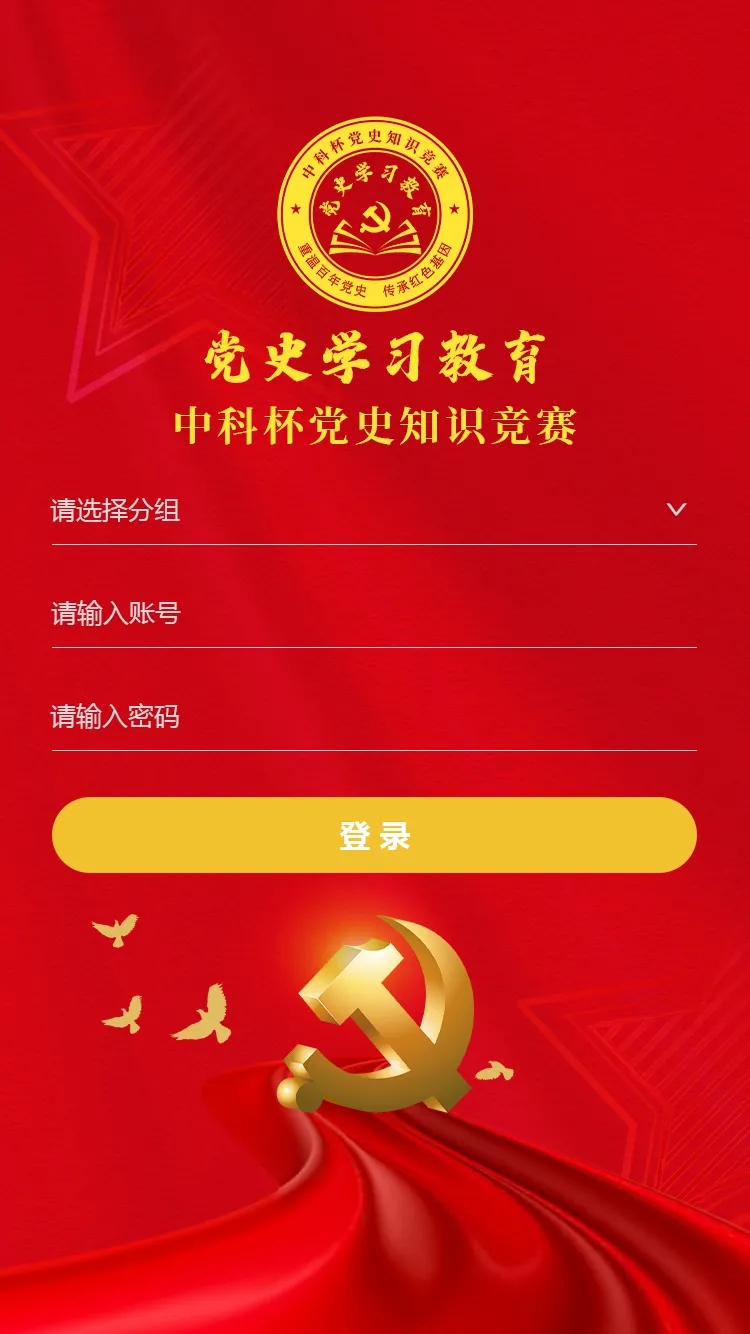 中科杯党史知识竞赛
党史学习教育
重温百年党史 传承红色基因
党史学习教育
中科杯党史知识竞赛
请选择分组
请输入账号
请输入密码
登录